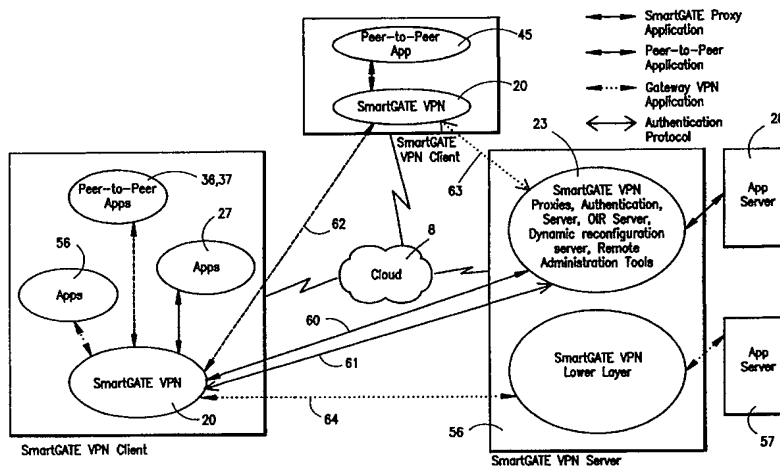 SmartGATE Proxy
Application
Peer-to-Peer
Application
Gateway VPN
Application
Authentication
Protocol
Peer-to-Peer
App
45
SmartGATE VPN
20
SmartGATE
VPN Client
63
62
36,37
Peer-to-Peer
Apps
27
Apps
56
Apps
SmartGATE VPN
20
SmartGATE VPN Client
8
Cloud
60
61
64
23
SmartGATE VPN
Proxies, Authentication,
Server, OIR Server,
Dynamic reconfiguration
server, Remote
Administration Tools
SmartGATE VPN
Lower Layer
56
SmartGATE VPN Server
28
App
Server
App
Server
57